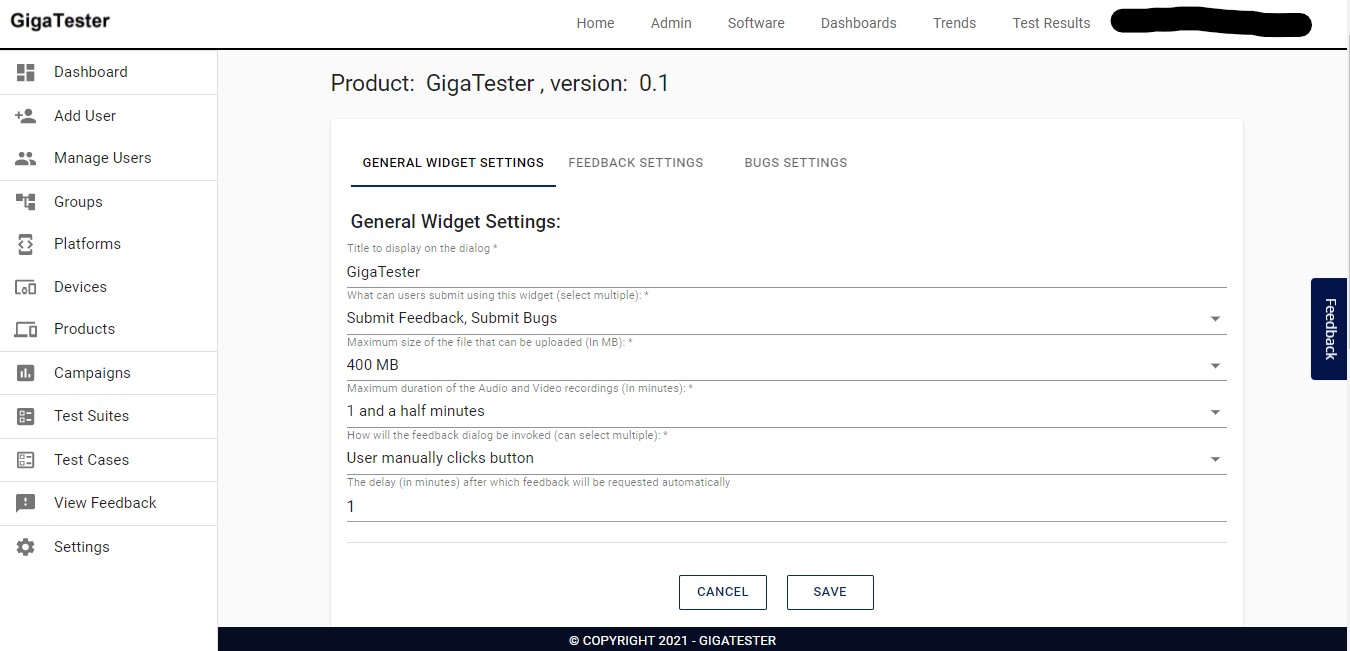 GigaTester
Home Admin Software Dashboards Trends Test Results
Dashboard
Add User
Manage Users
Groups
Platforms
Devices
Products
Campaigns
Test Suites
Test Cases
View Feedback
Settings
Product: GigaTester , version: 0.1
GENERAL WIDGET SETTINGS FEEDBACK SETTINGS BUGS SETTINGS
General Widget Settings:
Title to display on the dialog *
GigaTester
What can users submit using this widget (select multiple): *
Submit Feedback, Submit Bugs
Maximum size of the file that can be uploaded (In MB): *
400 MB
Maximum duration of the Audio and Video recordings (In minutes): *
1 and a half minutes
How will the feedback dialog be invoked (can select multiple): *
User manually clicks button
The delay (in minutes) after which feedback will be requested automatically
1
CANCEL SAVE
Feedback
© COPYRIGHT 2021 - GIGATESTER